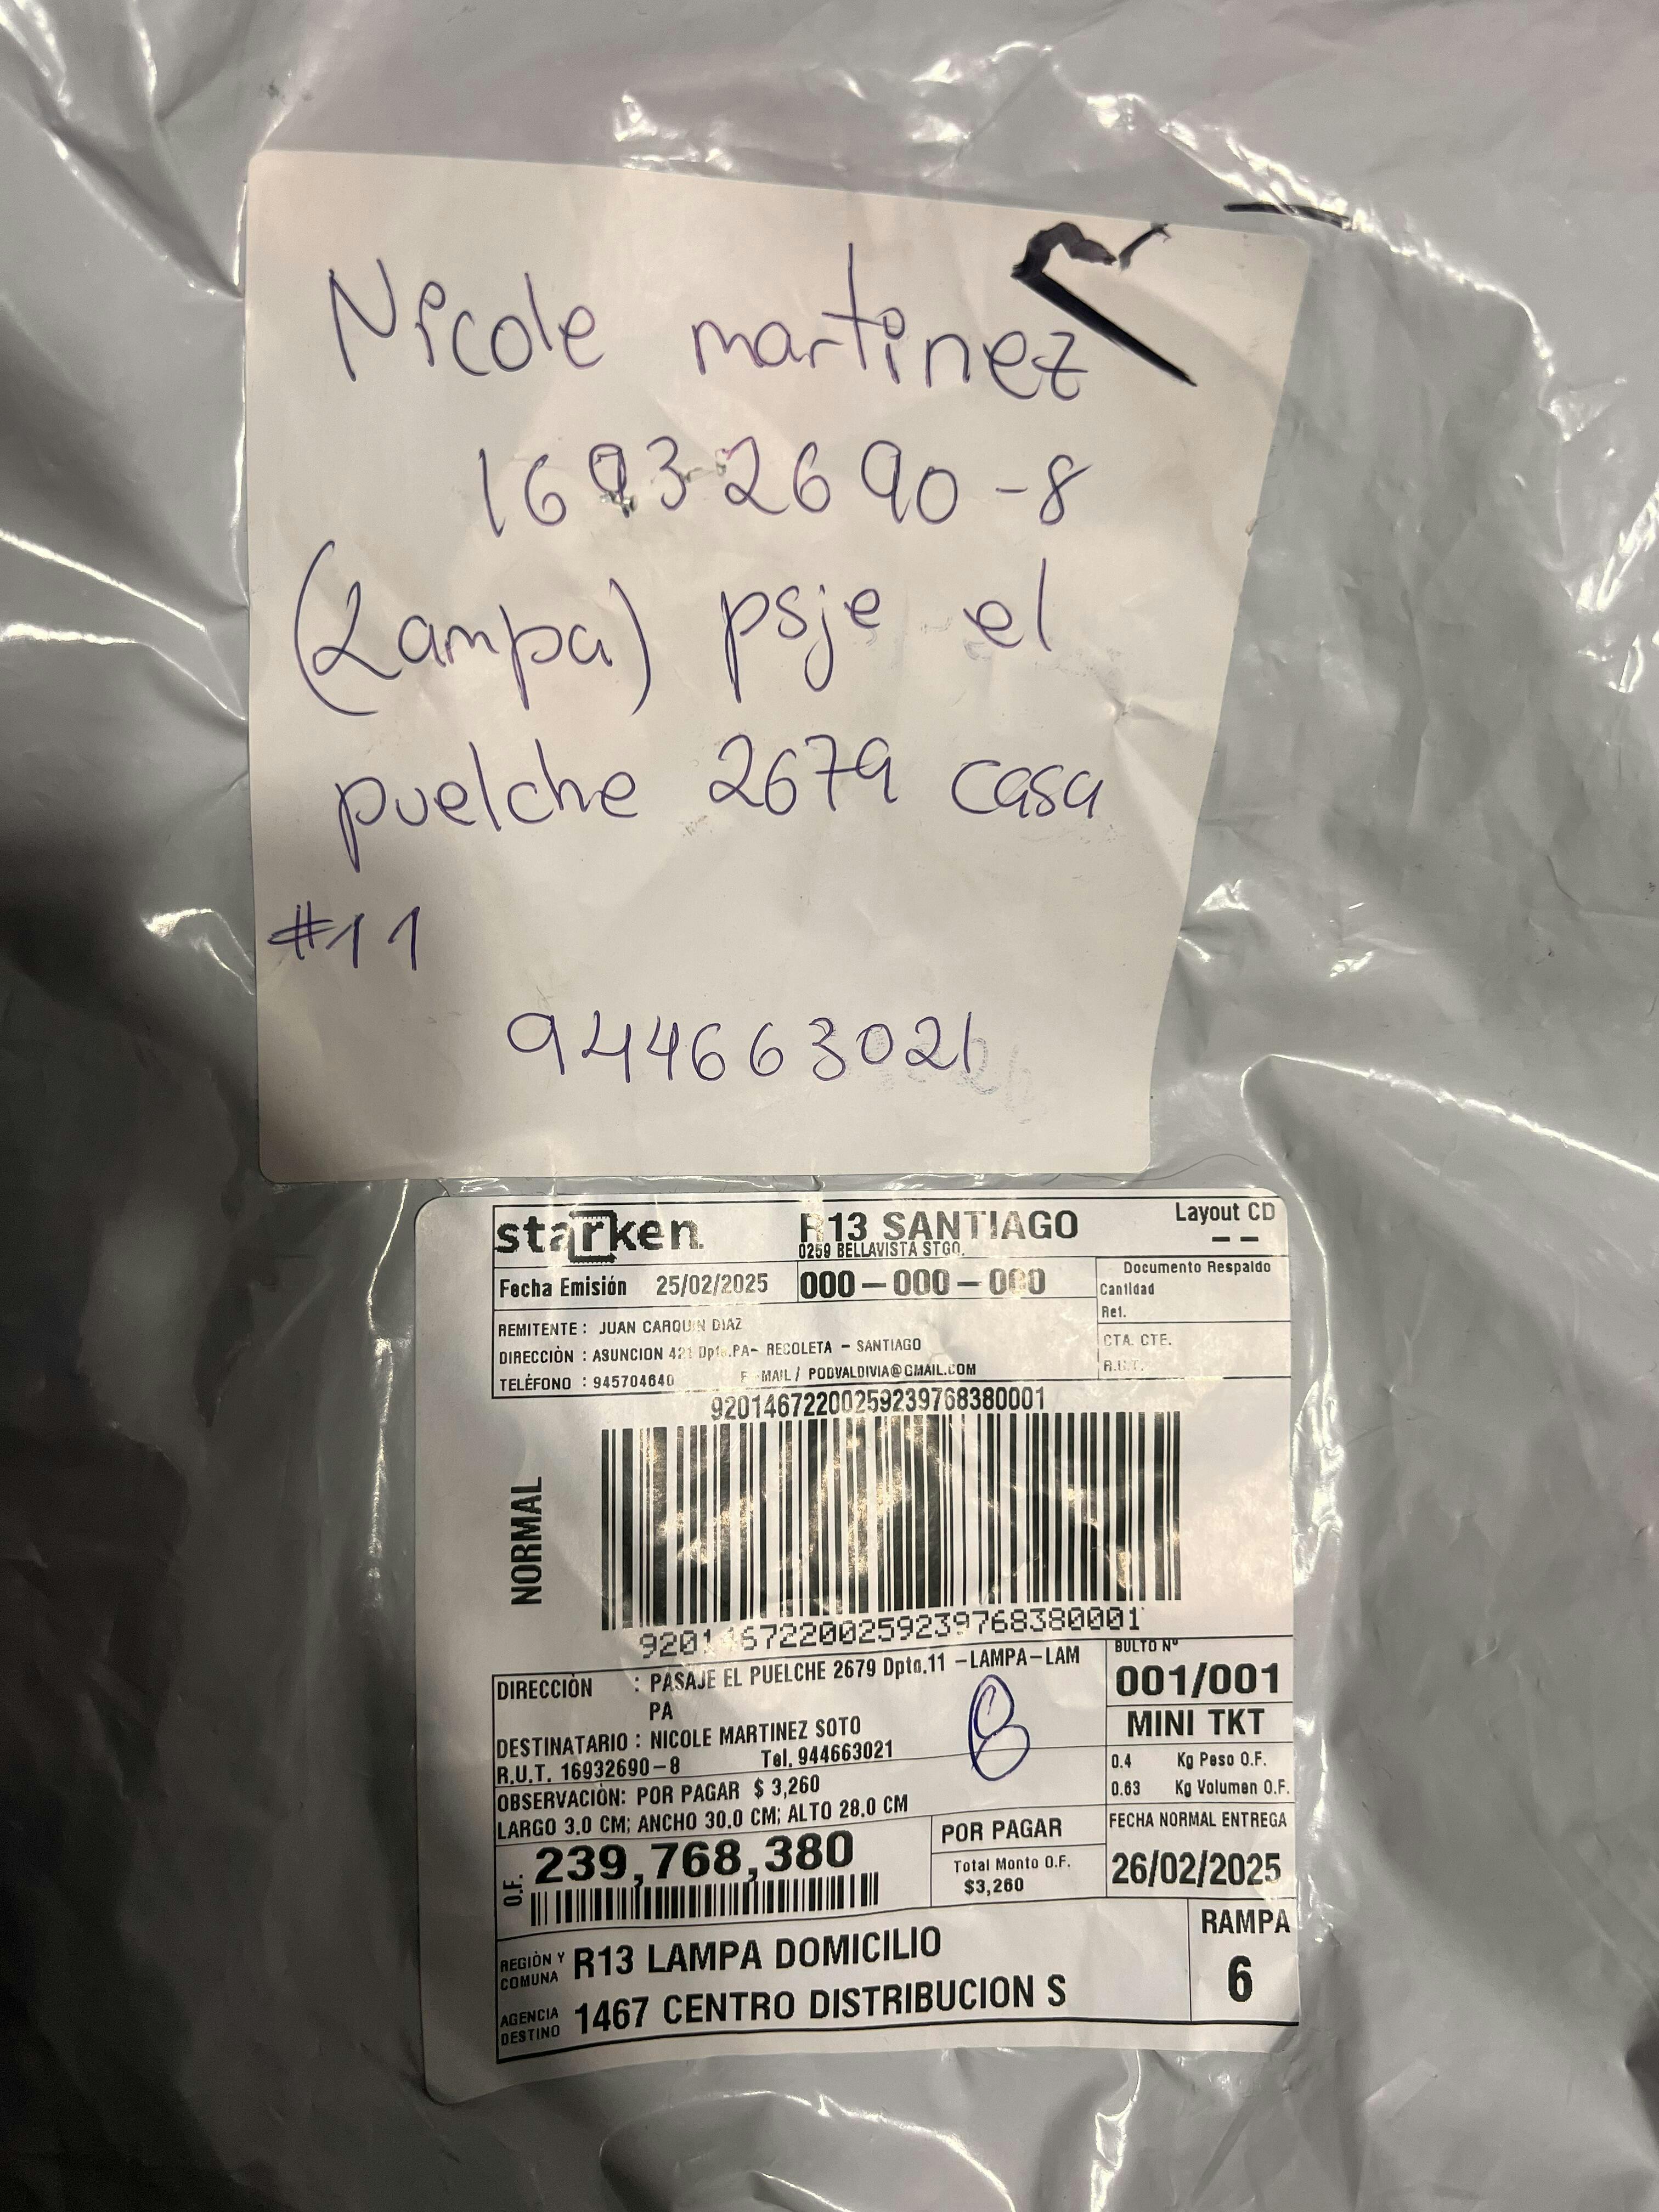 Nicole martinez
16932690-8
(Lampa) psje el
puelche 2679 casa
#11
944663021
starken.
R13 SANTIAGO
0259 BELLAVISTA STGO.
Layout CD
--
Fecha Emisión 25/02/2025
000-000-000
Documento Respaldo
Cantidad
Ref.
CTA. CTE.
R.U.T.
REMITENTE : JUAN CARQUIN DIAZ
DIRECCIÒN : ASUNCION 421 Dpto.PA- RECOLETA - SANTIAGO
TELÉFONO : 945704640 E-MAIL / PODVALDIVIA@GMAIL.COM
9201467220025923976838​0001
NORMAL
92014672200259239768380001
DIRECCIÒN : PASAJE EL PUELCHE 2679 Dpto.11 -LAMPA-LAM
PA
DESTINATARIO : NICOLE MARTINEZ SOTO
R.U.T. 16932690-8 Tel. 944663021
OBSERVACIÒN: POR PAGAR $ 3,260
LARGO 3.0 CM; ANCHO 30.0 CM; ALTO 28.0 CM
BULTO Nº
001/001
MINI TKT
0.4 Kg Peso O.F.
0.63 Kg Volumen O.F.
O.F. 239,768,380
POR PAGAR
Total Monto O.F.
$3,260
FECHA NORMAL ENTREGA
26/02/2025
REGIÒN Y
COMUNA R13 LAMPA DOMICILIO
AGENCIA
DESTINO 1467 CENTRO DISTRIBUCION S
RAMPA
6